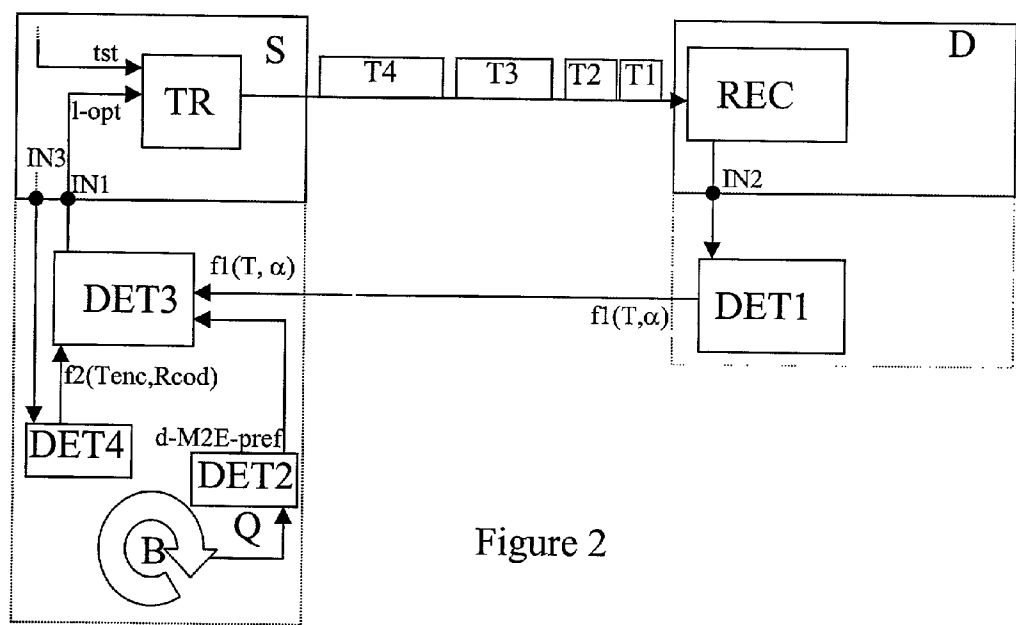 S
D
tst
TR
l-opt
T4
T3
T2
T1
REC
IN3
IN1
IN2
DET3
f1(T, α)
f1(T,α)
DET1
f2(Tenc,Rcod)
DET4
d-M2E-pref
DET2
B
Q
Figure 2